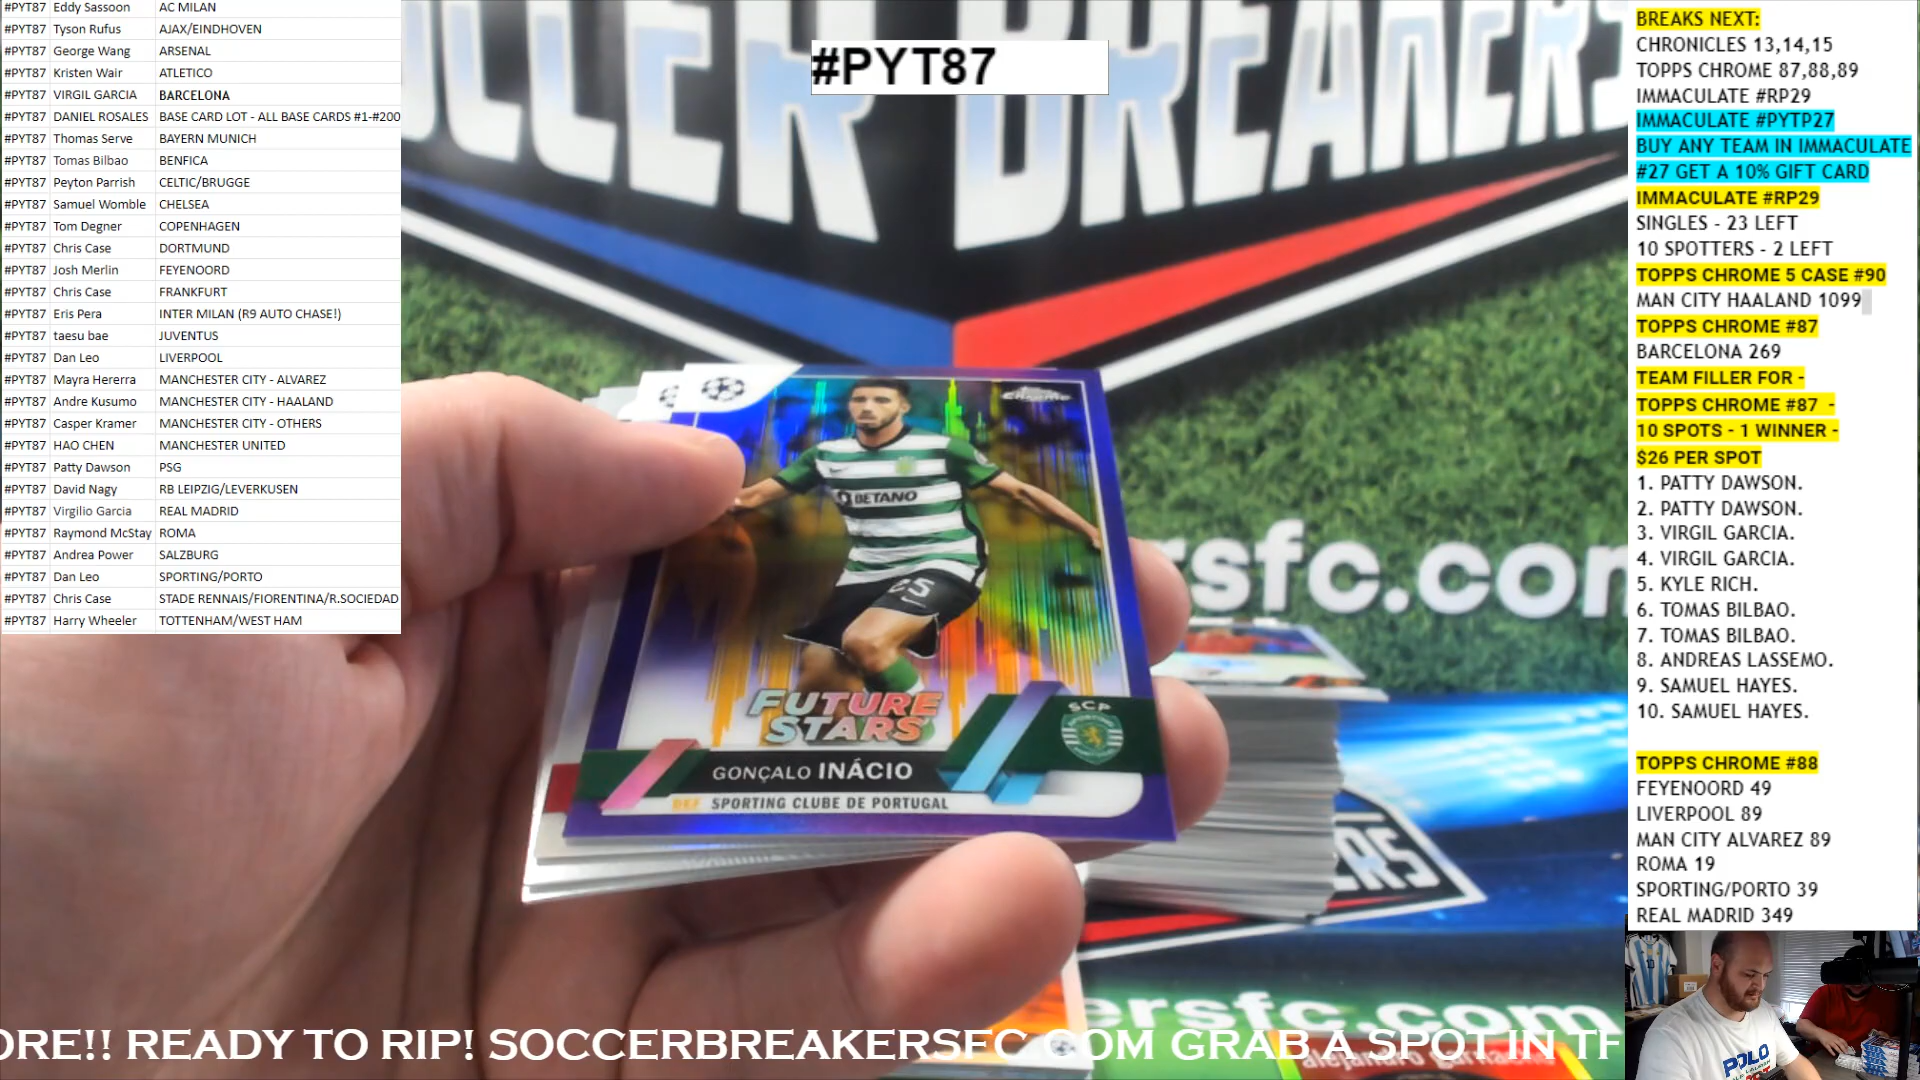 #PYT87 Eddy Sassoon AC MILAN
#PYT87 Tyson Rufus AJAX/EINDHOVEN
#PYT87 George Wang ARSENAL
#PYT87 Kristen Wair ATLETICO
#PYT87 VIRGIL GARCIA BARCELONA
#PYT87 DANIEL ROSALES BASE CARD LOT - ALL BASE CARDS #1-#200
#PYT87 Thomas Serve BAYERN MUNICH
#PYT87 Tomas Bilbao BENFICA
#PYT87 Peyton Parrish CELTIC/BRUGGE
#PYT87 Samuel Womble CHELSEA
#PYT87 Tom Degner COPENHAGEN
#PYT87 Chris Case DORTMUND
#PYT87 Josh Merlin FEYENOORD
#PYT87 Chris Case FRANKFURT
#PYT87 Eris Pera INTER MILAN (R9 AUTO CHASE!)
#PYT87 taesu bae JUVENTUS
#PYT87 Dan Leo LIVERPOOL
#PYT87 Mayra Hererra MANCHESTER CITY - ALVAREZ
#PYT87 Andre Kusumo MANCHESTER CITY - HAALAND
#PYT87 Casper Kramer MANCHESTER CITY - OTHERS
#PYT87 HAO CHEN MANCHESTER UNITED
#PYT87 Patty Dawson PSG
#PYT87 David Nagy RB LEIPZIG/LEVERKUSEN
#PYT87 Virgilio Garcia REAL MADRID
#PYT87 Raymond McStay ROMA
#PYT87 Andrea Power SALZBURG
#PYT87 Dan Leo SPORTING/PORTO
#PYT87 Chris Case STADE RENNAIS/FIORENTINA/R.SOCIEDAD
#PYT87 Harry Wheeler TOTTENHAM/WEST HAM
#PYT87
BREAKERS
ersfc.com
BETANO
25
FUTURE
STARS
SCP
GONÇALO INÁCIO
DEF SPORTING CLUBE DE PORTUGAL
ERS
ersfc.com
BREAKS NEXT:
CHRONICLES 13,14,15
TOPPS CHROME 87,88,89
IMMACULATE #RP29
IMMACULATE #PYTP27
BUY ANY TEAM IN IMMACULATE
#27 GET A 10% GIFT CARD
IMMACULATE #RP29
SINGLES - 23 LEFT
10 SPOTTERS - 2 LEFT
TOPPS CHROME 5 CASE #90
MAN CITY HAALAND 1099
TOPPS CHROME #87
BARCELONA 269
TEAM FILLER FOR -
TOPPS CHROME #87 -
10 SPOTS - 1 WINNER -
$26 PER SPOT
1. PATTY DAWSON.
2. PATTY DAWSON.
3. VIRGIL GARCIA.
4. VIRGIL GARCIA.
5. KYLE RICH.
6. TOMAS BILBAO.
7. TOMAS BILBAO.
8. ANDREAS LASSEMO.
9. SAMUEL HAYES.
10. SAMUEL HAYES.
TOPPS CHROME #88
FEYENOORD 49
LIVERPOOL 89
MAN CITY ALVAREZ 89
ROMA 19
SPORTING/PORTO 39
REAL MADRID 349
POLO
ORE!! READY TO RIP! SOCCERBREAKERSFC.COM GRAB A SPOT IN